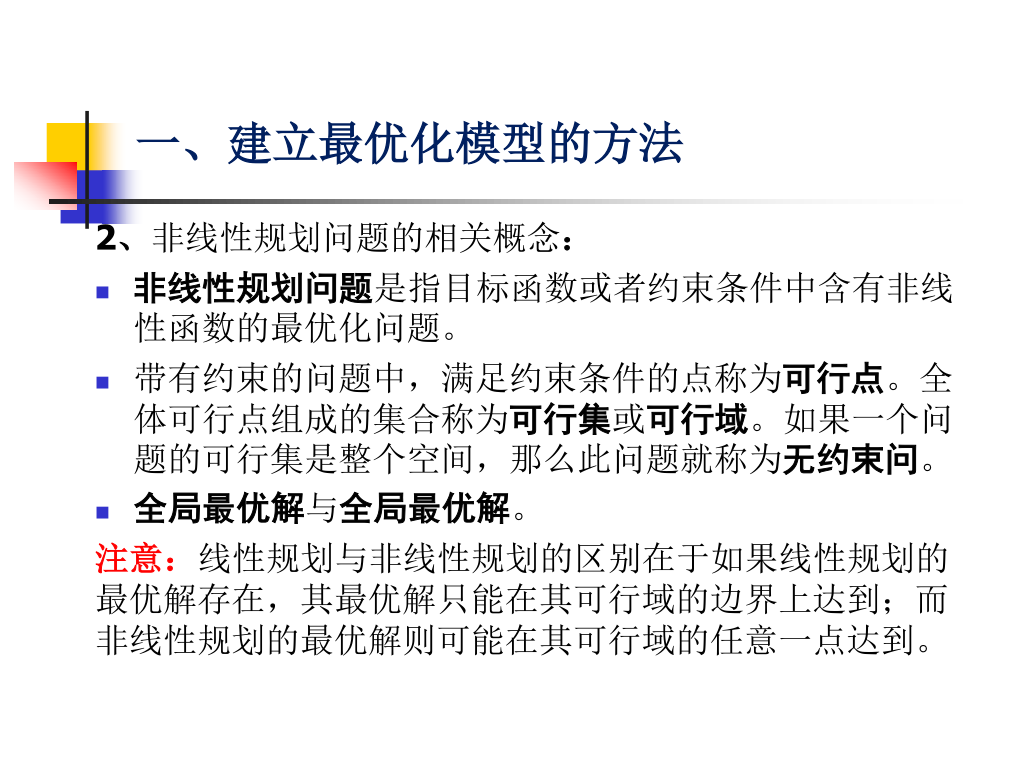 一、建立最优化模型的方法
2、非线性规划问题的相关概念：
非线性规划问题是指目标函数或者约束条件中含有非线
性函数的最优化问题。
带有约束的问题中，满足约束条件的点称为可行点。全
体可行点组成的集合称为可行集或可行域。如果一个问
题的可行集是整个空间，那么此问题就称为无约束问。
全局最优解与全局最优解。
注意：线性规划与非线性规划的区别在于如果线性规划的
最优解存在，其最优解只能在其可行域的边界上达到；而
非线性规划的最优解则可能在其可行域的任意一点达到。